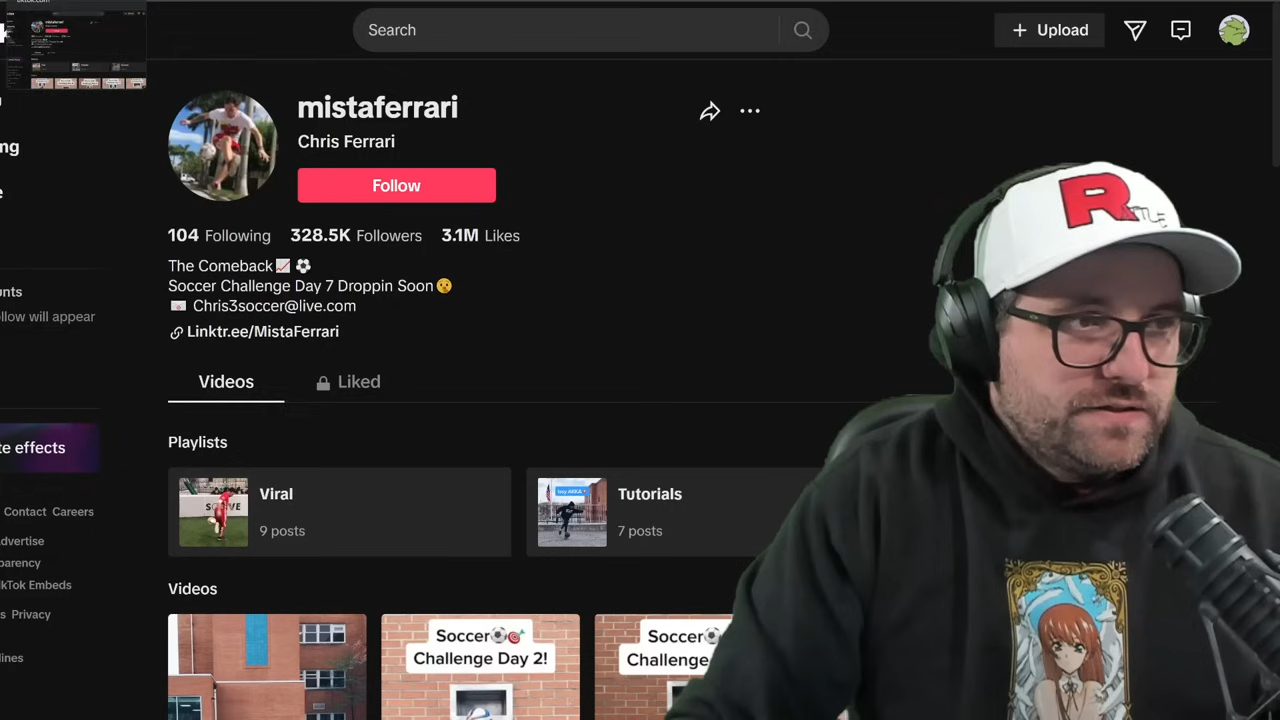 Search
Upload
mistaferrari
Chris Ferrari
Follow
104 Following 328.5K Followers 3.1M Likes
The Comeback📈 ⚽
Soccer Challenge Day 7 Droppin Soon😗
📧 Chris3soccer@live.com
Linktr.ee/MistaFerrari
Videos Liked
Playlists
Viral
9 posts
Tutorials
7 posts
Videos
Soccer⚽🎯
Challenge Day 2!
Soccer⚽
Challenge
ng
e
unts
ollow will appear
te effects
Contact Careers
dvertise
parency
kTok Embeds
s Privacy
lines
R